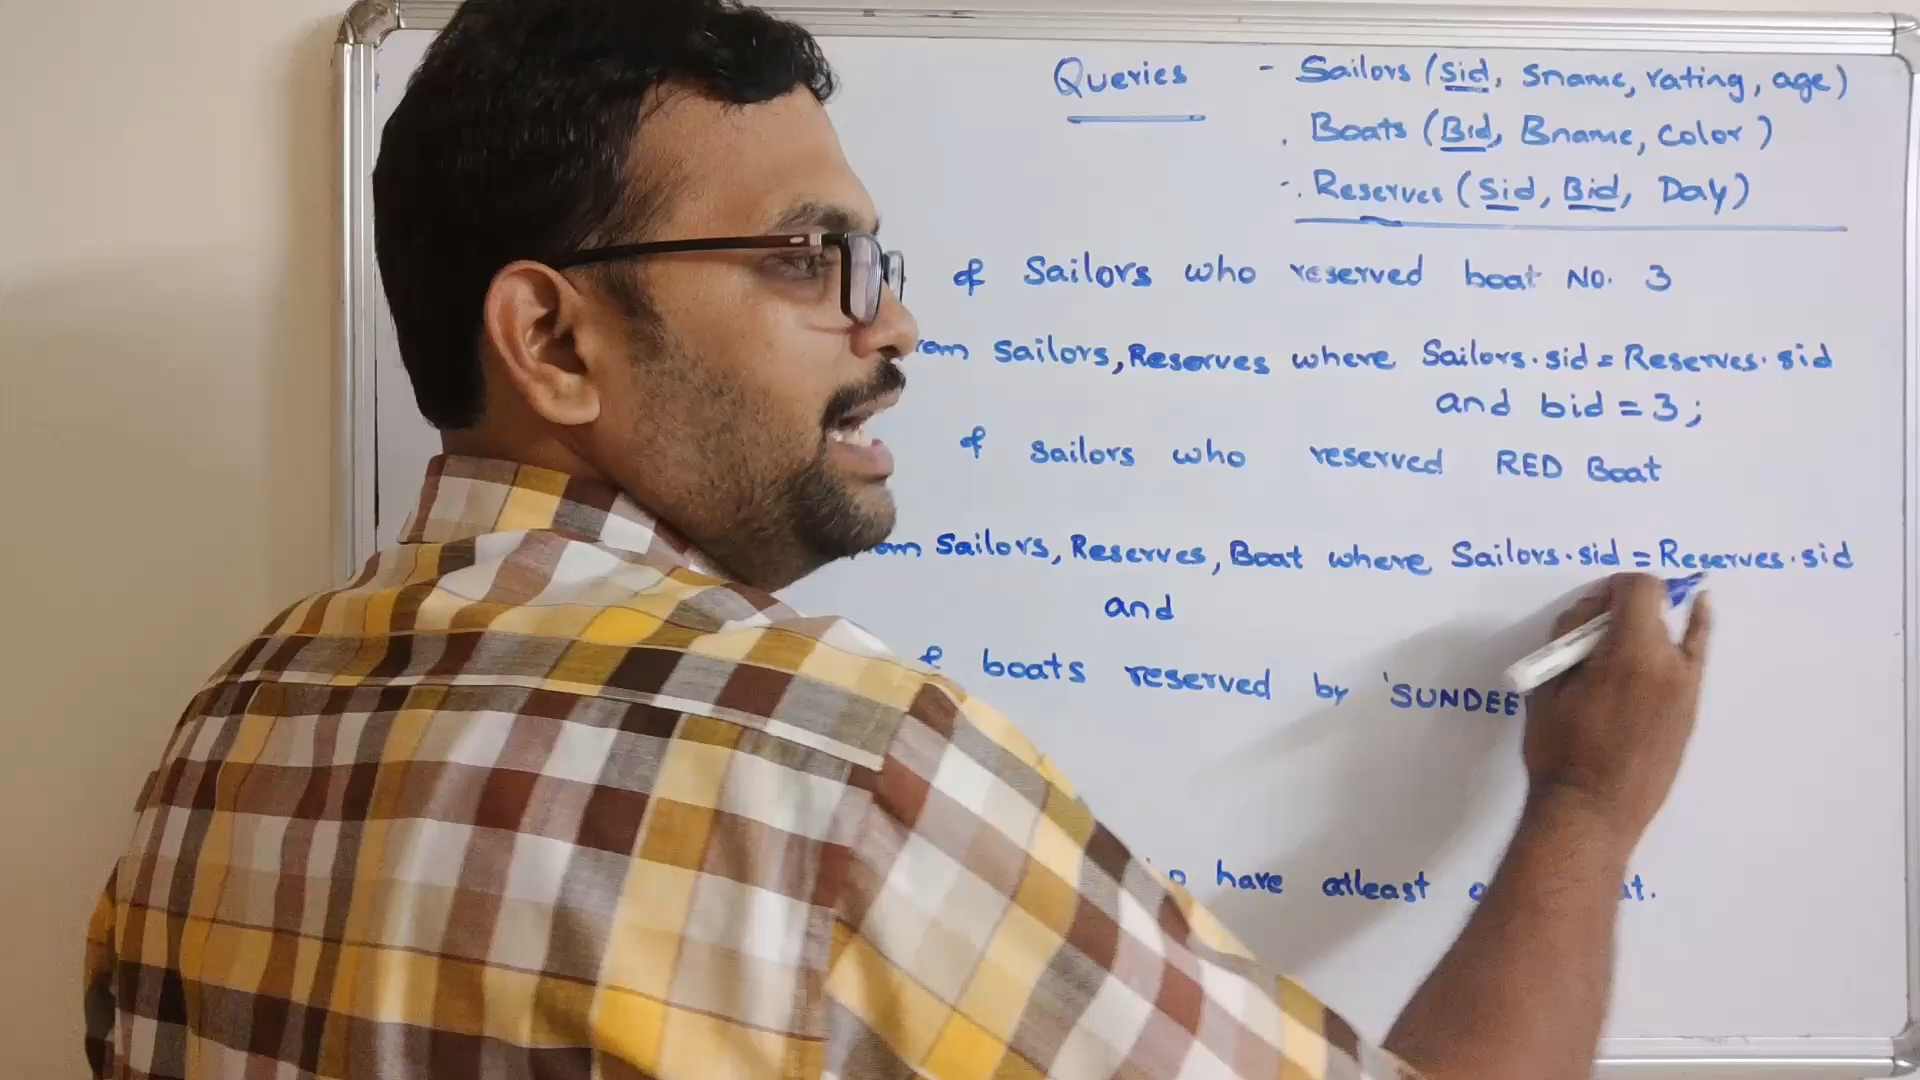 Queries - Sailors (sid, sname, rating, age)
. Boats (Bid, Bname, color)
-. Reserves (sid, Bid, Day)
of Sailors who reserved boat No. 3
sailors, Reserves where Sailors.sid = Reserves.sid
and bid = 3;
of sailors who reserved RED Boat
Sailors, Reserves, Boat where Sailors.sid = Reserves.sid
and
boats reserved by 'SUNDEE
have atleast